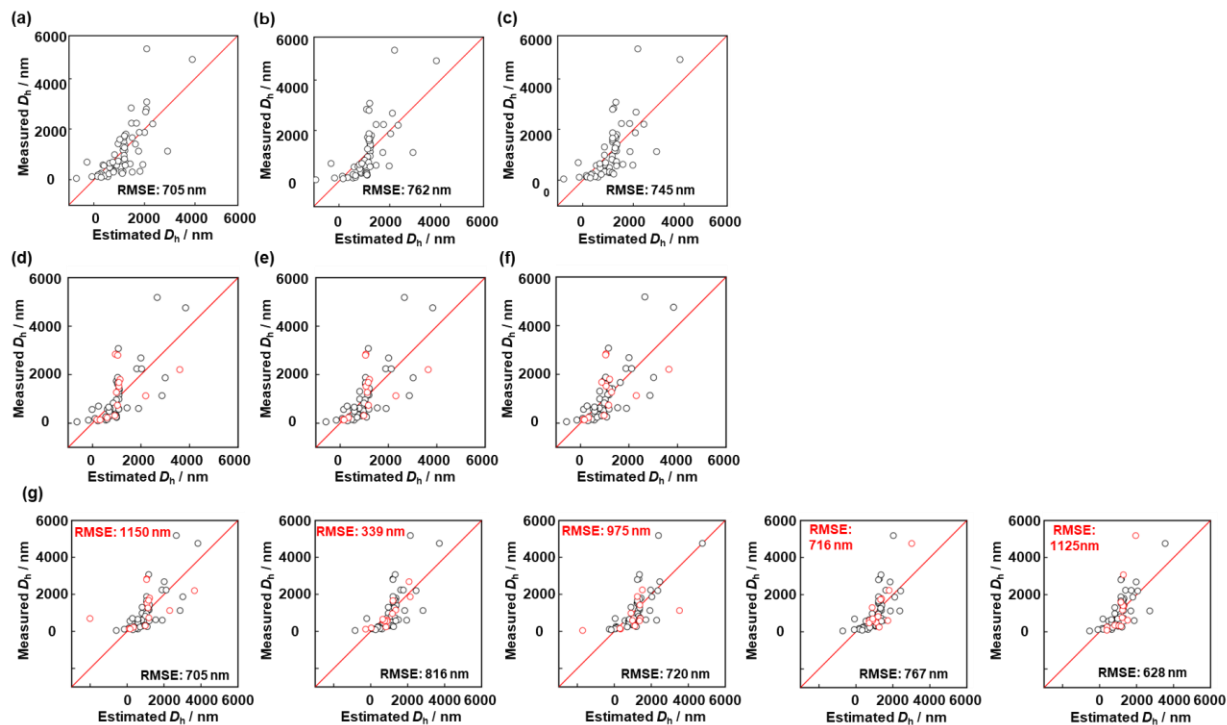 (a)
6000
4000
2000
0
Measured Dh / nm
RMSE: 705 nm
0 2000 4000 6000
Estimated Dh / nm
(b)
6000
4000
2000
0
Measured Dh / nm
RMSE: 762 nm
0 2000 4000 6000
Estimated Dh / nm
(c)
6000
4000
2000
0
0
Measured Dh / nm
RMSE: 745 nm
0 2000 4000 6000
Estimated Dh / nm
(d)
6000
4000
2000
0
Measured Dh / nm
0 2000 4000 6000
Estimated Dh / nm
(e)
6000
4000
2000
0
Measured Dh / nm
0 2000 4000 6000
Estimated Dh / nm
(f)
6000
4000
2000
0
Measured Dh / nm
0 2000 4000 6000
Estimated Dh / nm
(g)
6000
4000
2000
0
Measured Dh / nm
RMSE: 1150 nm
RMSE: 705 nm
0 2000 4000 6000
Estimated Dh / nm
6000
4000
2000
0
Measured Dh / nm
RMSE: 339 nm
RMSE: 816 nm
0 2000 4000 6000
Estimated Dh / nm
6000
4000
2000
0
Measured Dh / nm
RMSE: 975 nm
RMSE: 720 nm
0 2000 4000 6000
Estimated Dh / nm
6000
4000
2000
0
Measured Dh / nm
RMSE:
716 nm
RMSE: 767 nm
0 2000 4000 6000
Estimated Dh / nm
6000
4000
2000
0
Measured Dh / nm
RMSE:
1125nm
RMSE: 628 nm
0 2000 4000 6000
Estimated Dh / nm